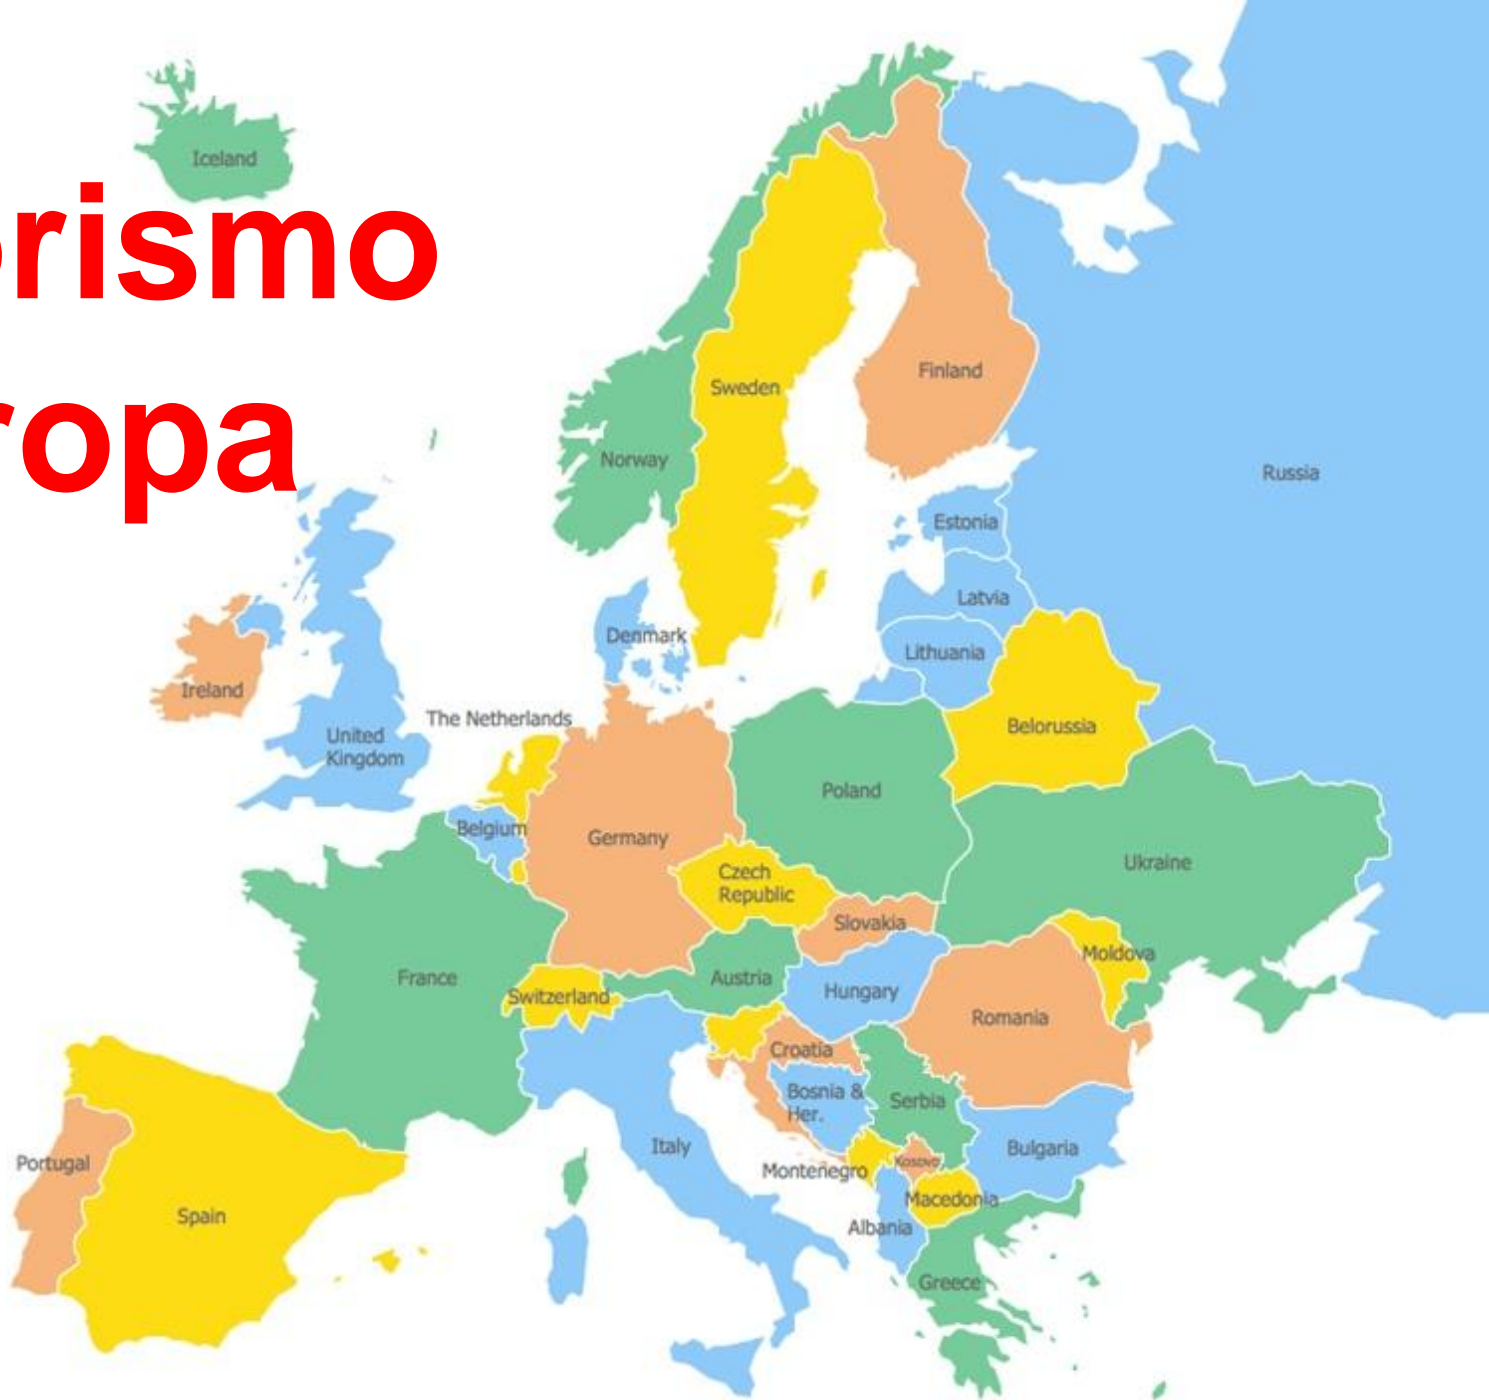 Iceland
orismo
ropa
Sweden
Finland
Norway
Russia
Estonia
Latvia
Denmark
Lithuania
Ireland
The Netherlands
United
Kingdom
Belorussia
Poland
Belgium
Germany
Ukraine
Czech
Republic
Slovakia
Moldova
France
Austria
Switzerland
Hungary
Romania
Croatia
Bosnia &
Her.
Serbia
Italy
Bulgaria
Portugal
Montenegro
Kosovo
Macedonia
Spain
Albania
Greece